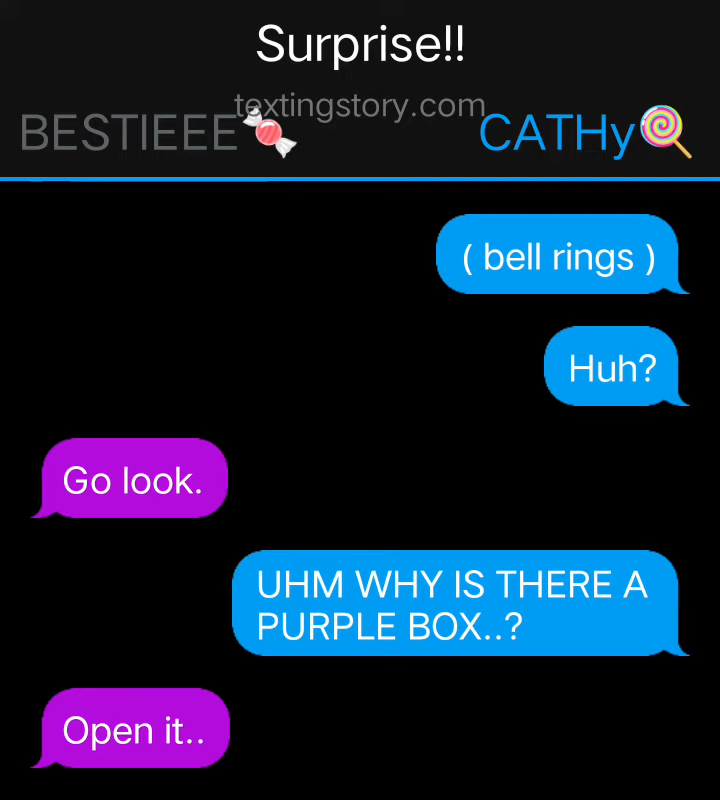 Surprise!!
textingstory.com
BESTIEEE🍬 CATHy🍭
( bell rings )
Huh?
Go look.
UHM WHY IS THERE A
PURPLE BOX..?
Open it..